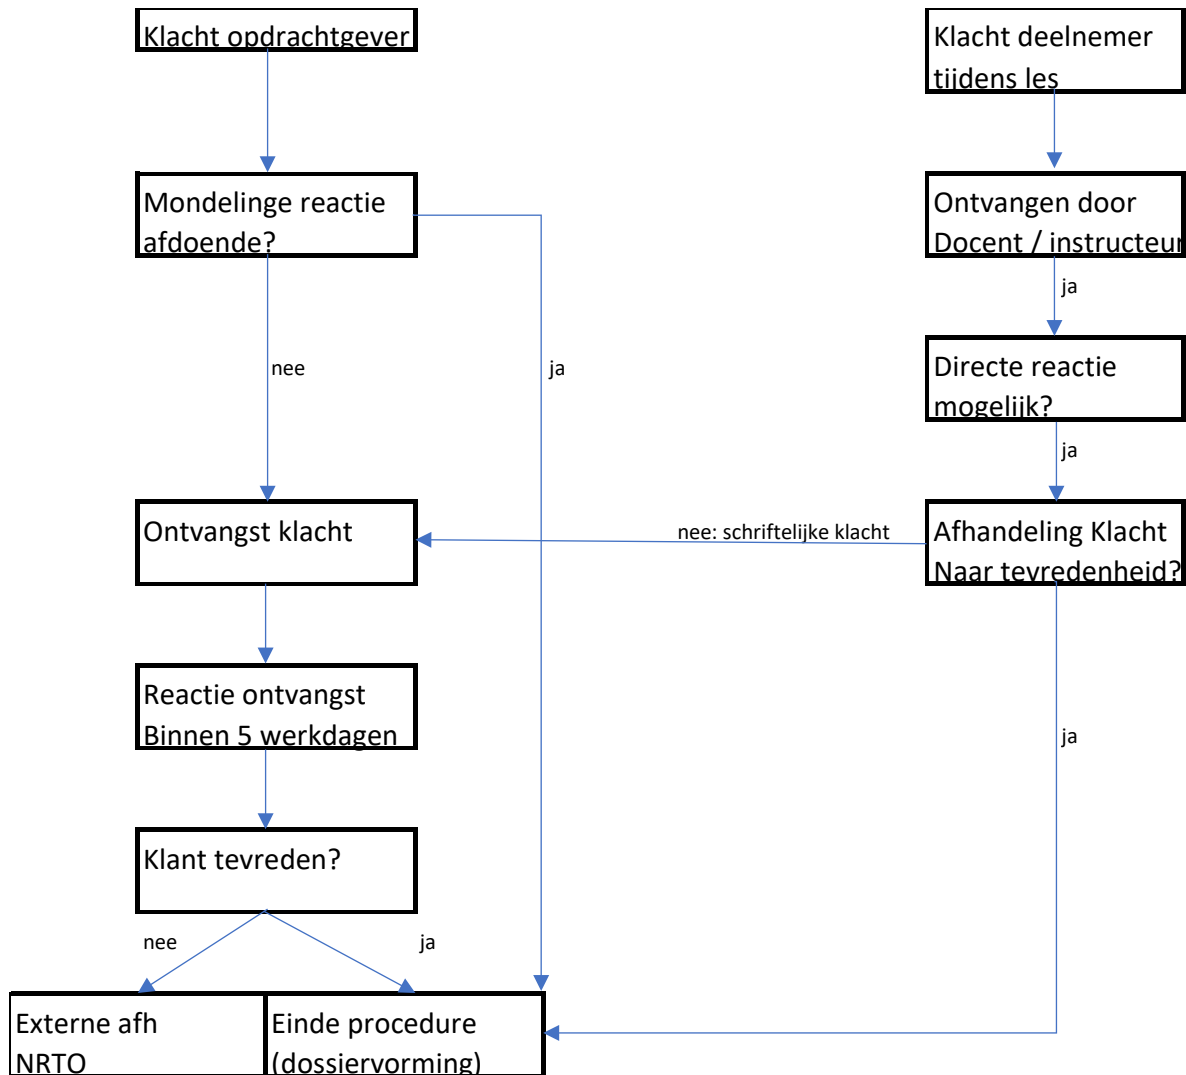 Klacht opdrachtgever
Klacht deelnemer
tijdens les
Mondelinge reactie
afdoende?
Ontvangen door
Docent / instructeur
ja
nee
ja
Directe reactie
mogelijk?
ja
Ontvangst klacht
nee: schriftelijke klacht
Afhandeling Klacht
Naar tevredenheid?
Reactie ontvangst
Binnen 5 werkdagen
ja
Klant tevreden?
nee
ja
Externe afh
NRTO
Einde procedure
(dossiervorming)